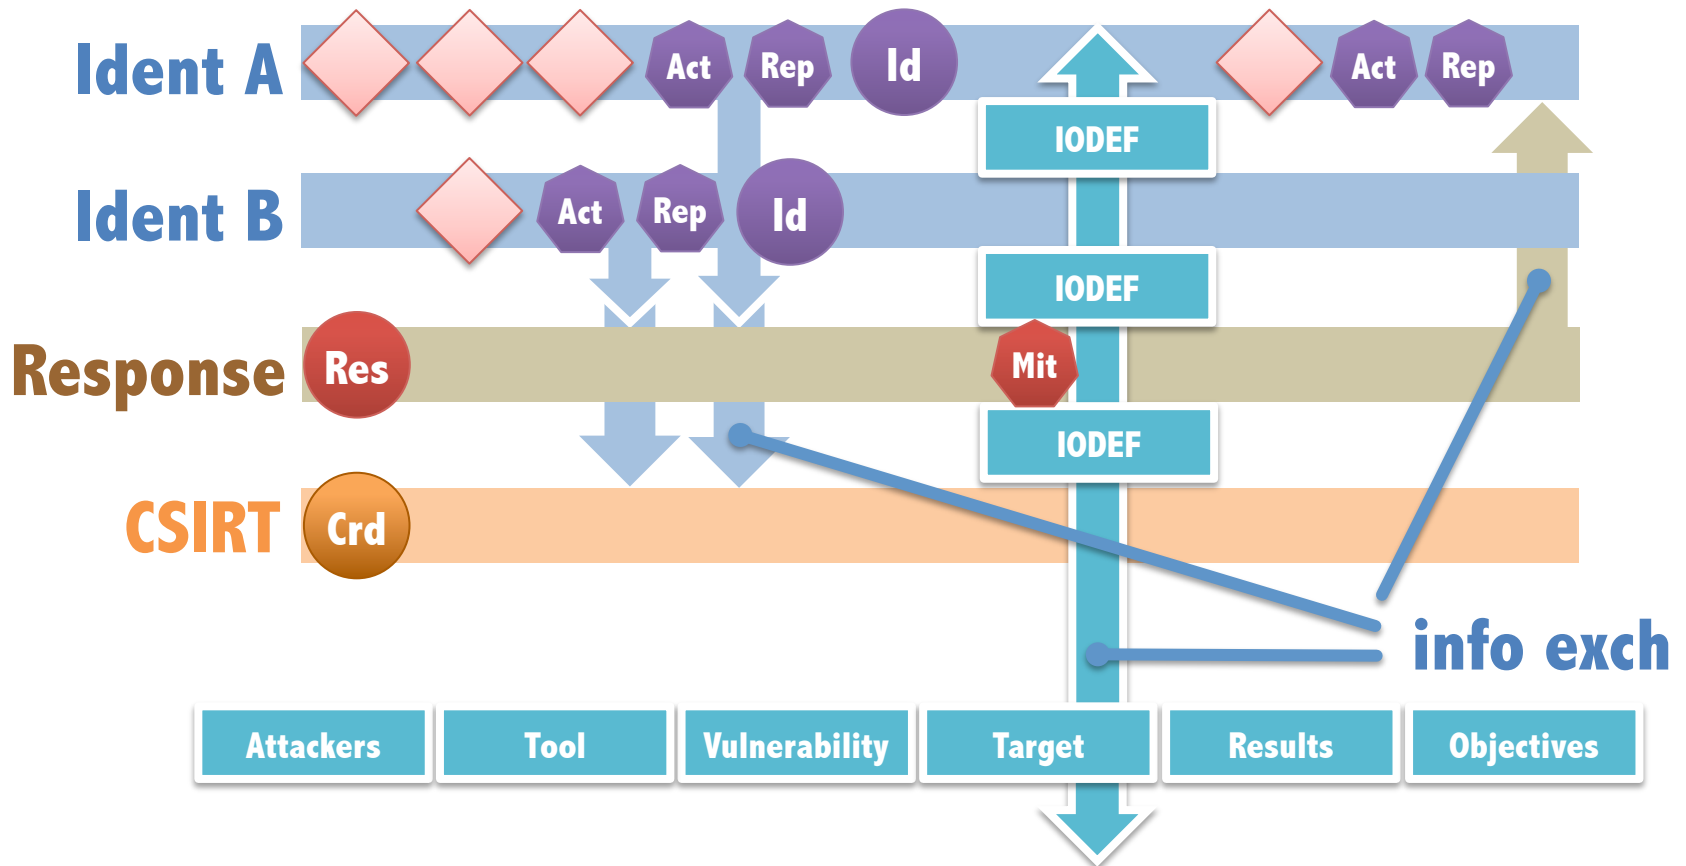 Ident A
Act
Rep
Id
Act
Rep
IODEF
Ident B
Act
Rep
Id
IODEF
Response
Res
Mit
IODEF
CSIRT
Crd
info exch
Attackers
Tool
Vulnerability
Target
Results
Objectives